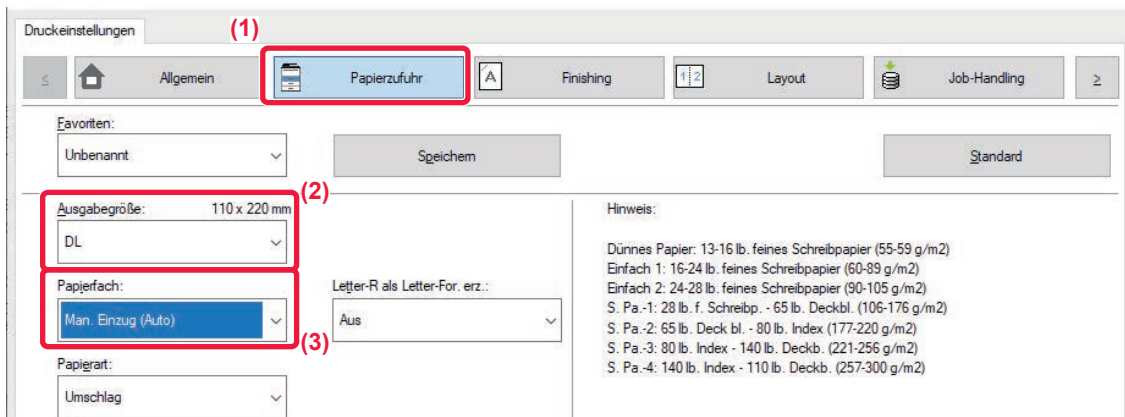 Druckeinstellungen
(1)
< Allgemein Papierzufuhr A Finishing 1 2 Layout Job-Handling >
Favoriten:
Unbenannt Speichern Standard
(2)
Ausgabegröße: 110 x 220 mm
DL
Papierfach:
Man. Einzug (Auto)
(3)
Letter-R als Letter-For. erz.:
Aus
Papierart:
Umschlag
Hinweis:
Dünnes Papier: 13-16 lb. feines Schreibpapier (55-59 g/m2)
Einfach 1: 16-24 lb. feines Schreibpapier (60-89 g/m2)
Einfach 2: 24-28 lb. feines Schreibpapier (90-105 g/m2)
S. Pa.-1: 28 lb. f. Schreibp. - 65 lb. Deckbl. (106-176 g/m2)
S. Pa.-2: 65 lb. Deck bl. - 80 lb. Index (177-220 g/m2)
S. Pa.-3: 80 lb. Index - 140 lb. Deckb. (221-256 g/m2)
S. Pa.-4: 140 lb. Index - 110 lb. Deckb. (257-300 g/m2)